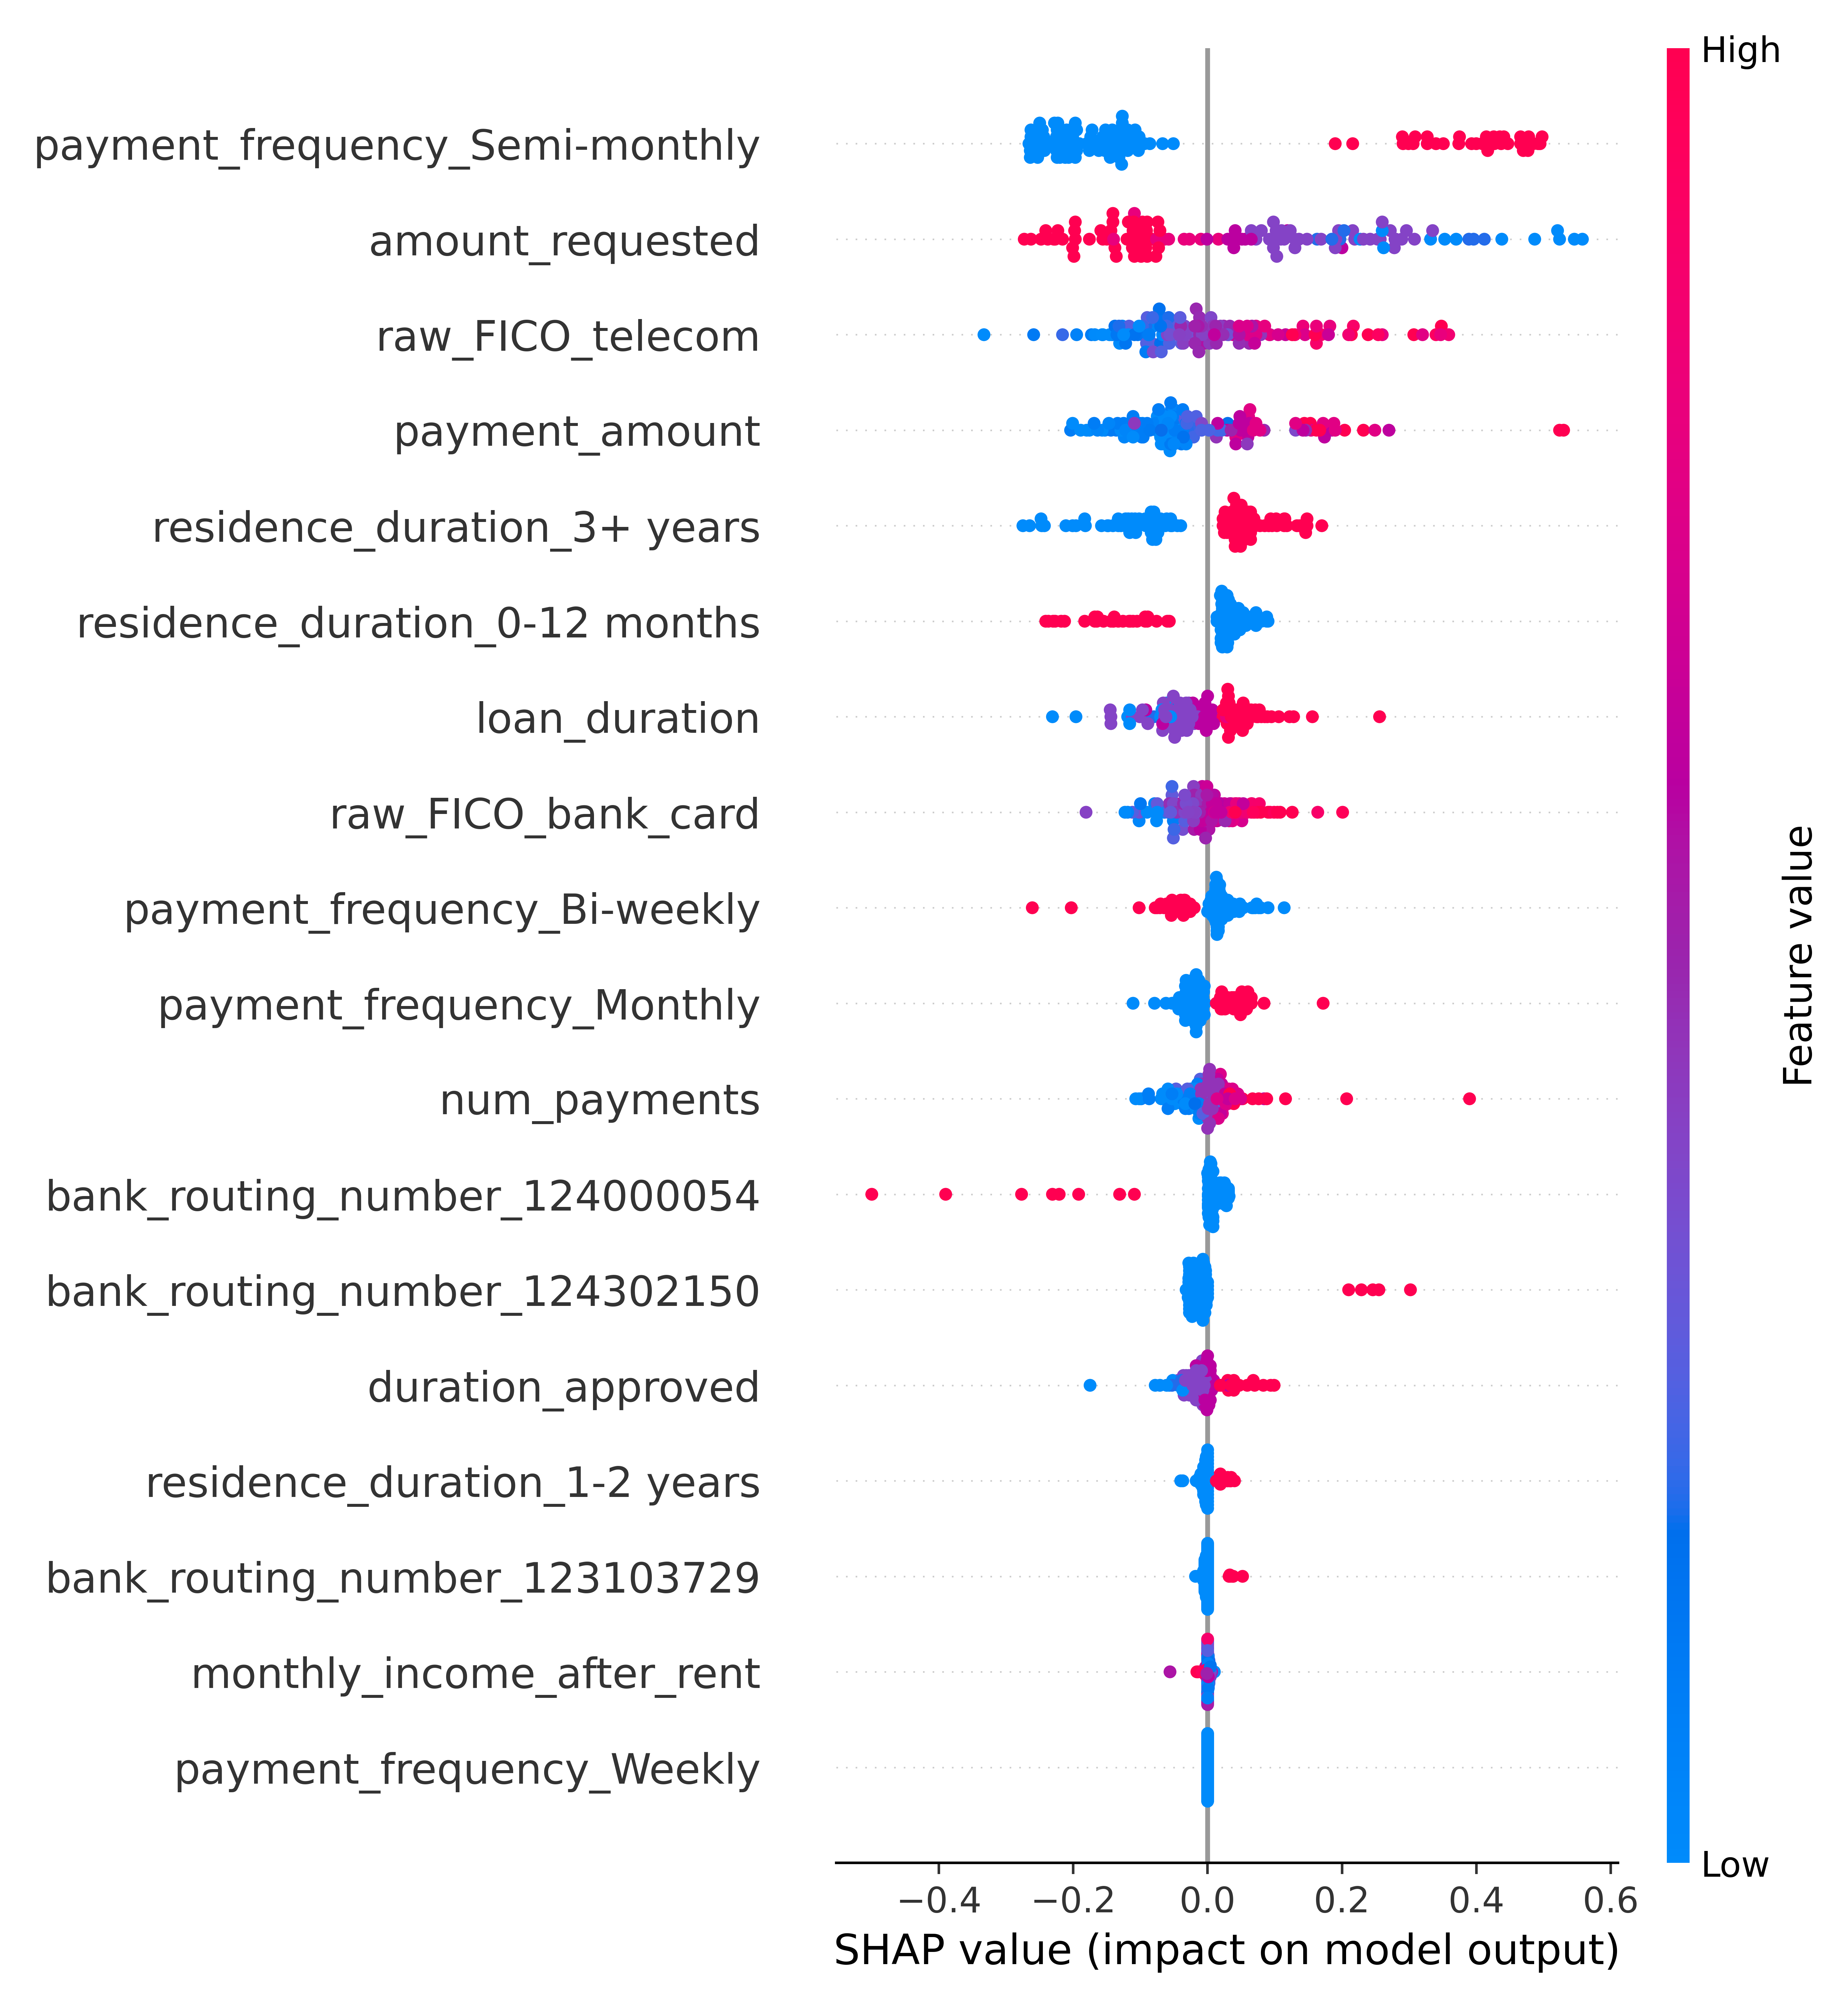 High
payment_frequency_Semi-monthly
amount_requested
raw_FICO_telecom
payment_amount
residence_duration_3+ years
residence_duration_0-12 months
loan_duration
raw_FICO_bank_card
payment_frequency_Bi-weekly
payment_frequency_Monthly
num_payments
bank_routing_number_124000054
bank_routing_number_124302150
duration_approved
residence_duration_1-2 years
bank_routing_number_123103729
monthly_income_after_rent
payment_frequency_Weekly
Feature value
Low
−0.4 −0.2 0.0 0.2 0.4 0.6
SHAP value (impact on model output)